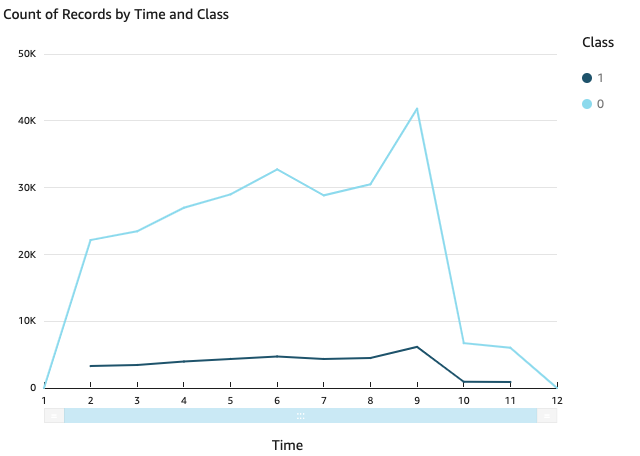 Count of Records by Time and Class
Class
1
0
50K
40K
30K
20K
10K
0
1 2 3 4 5 6 7 8 9 10 11 12
Time